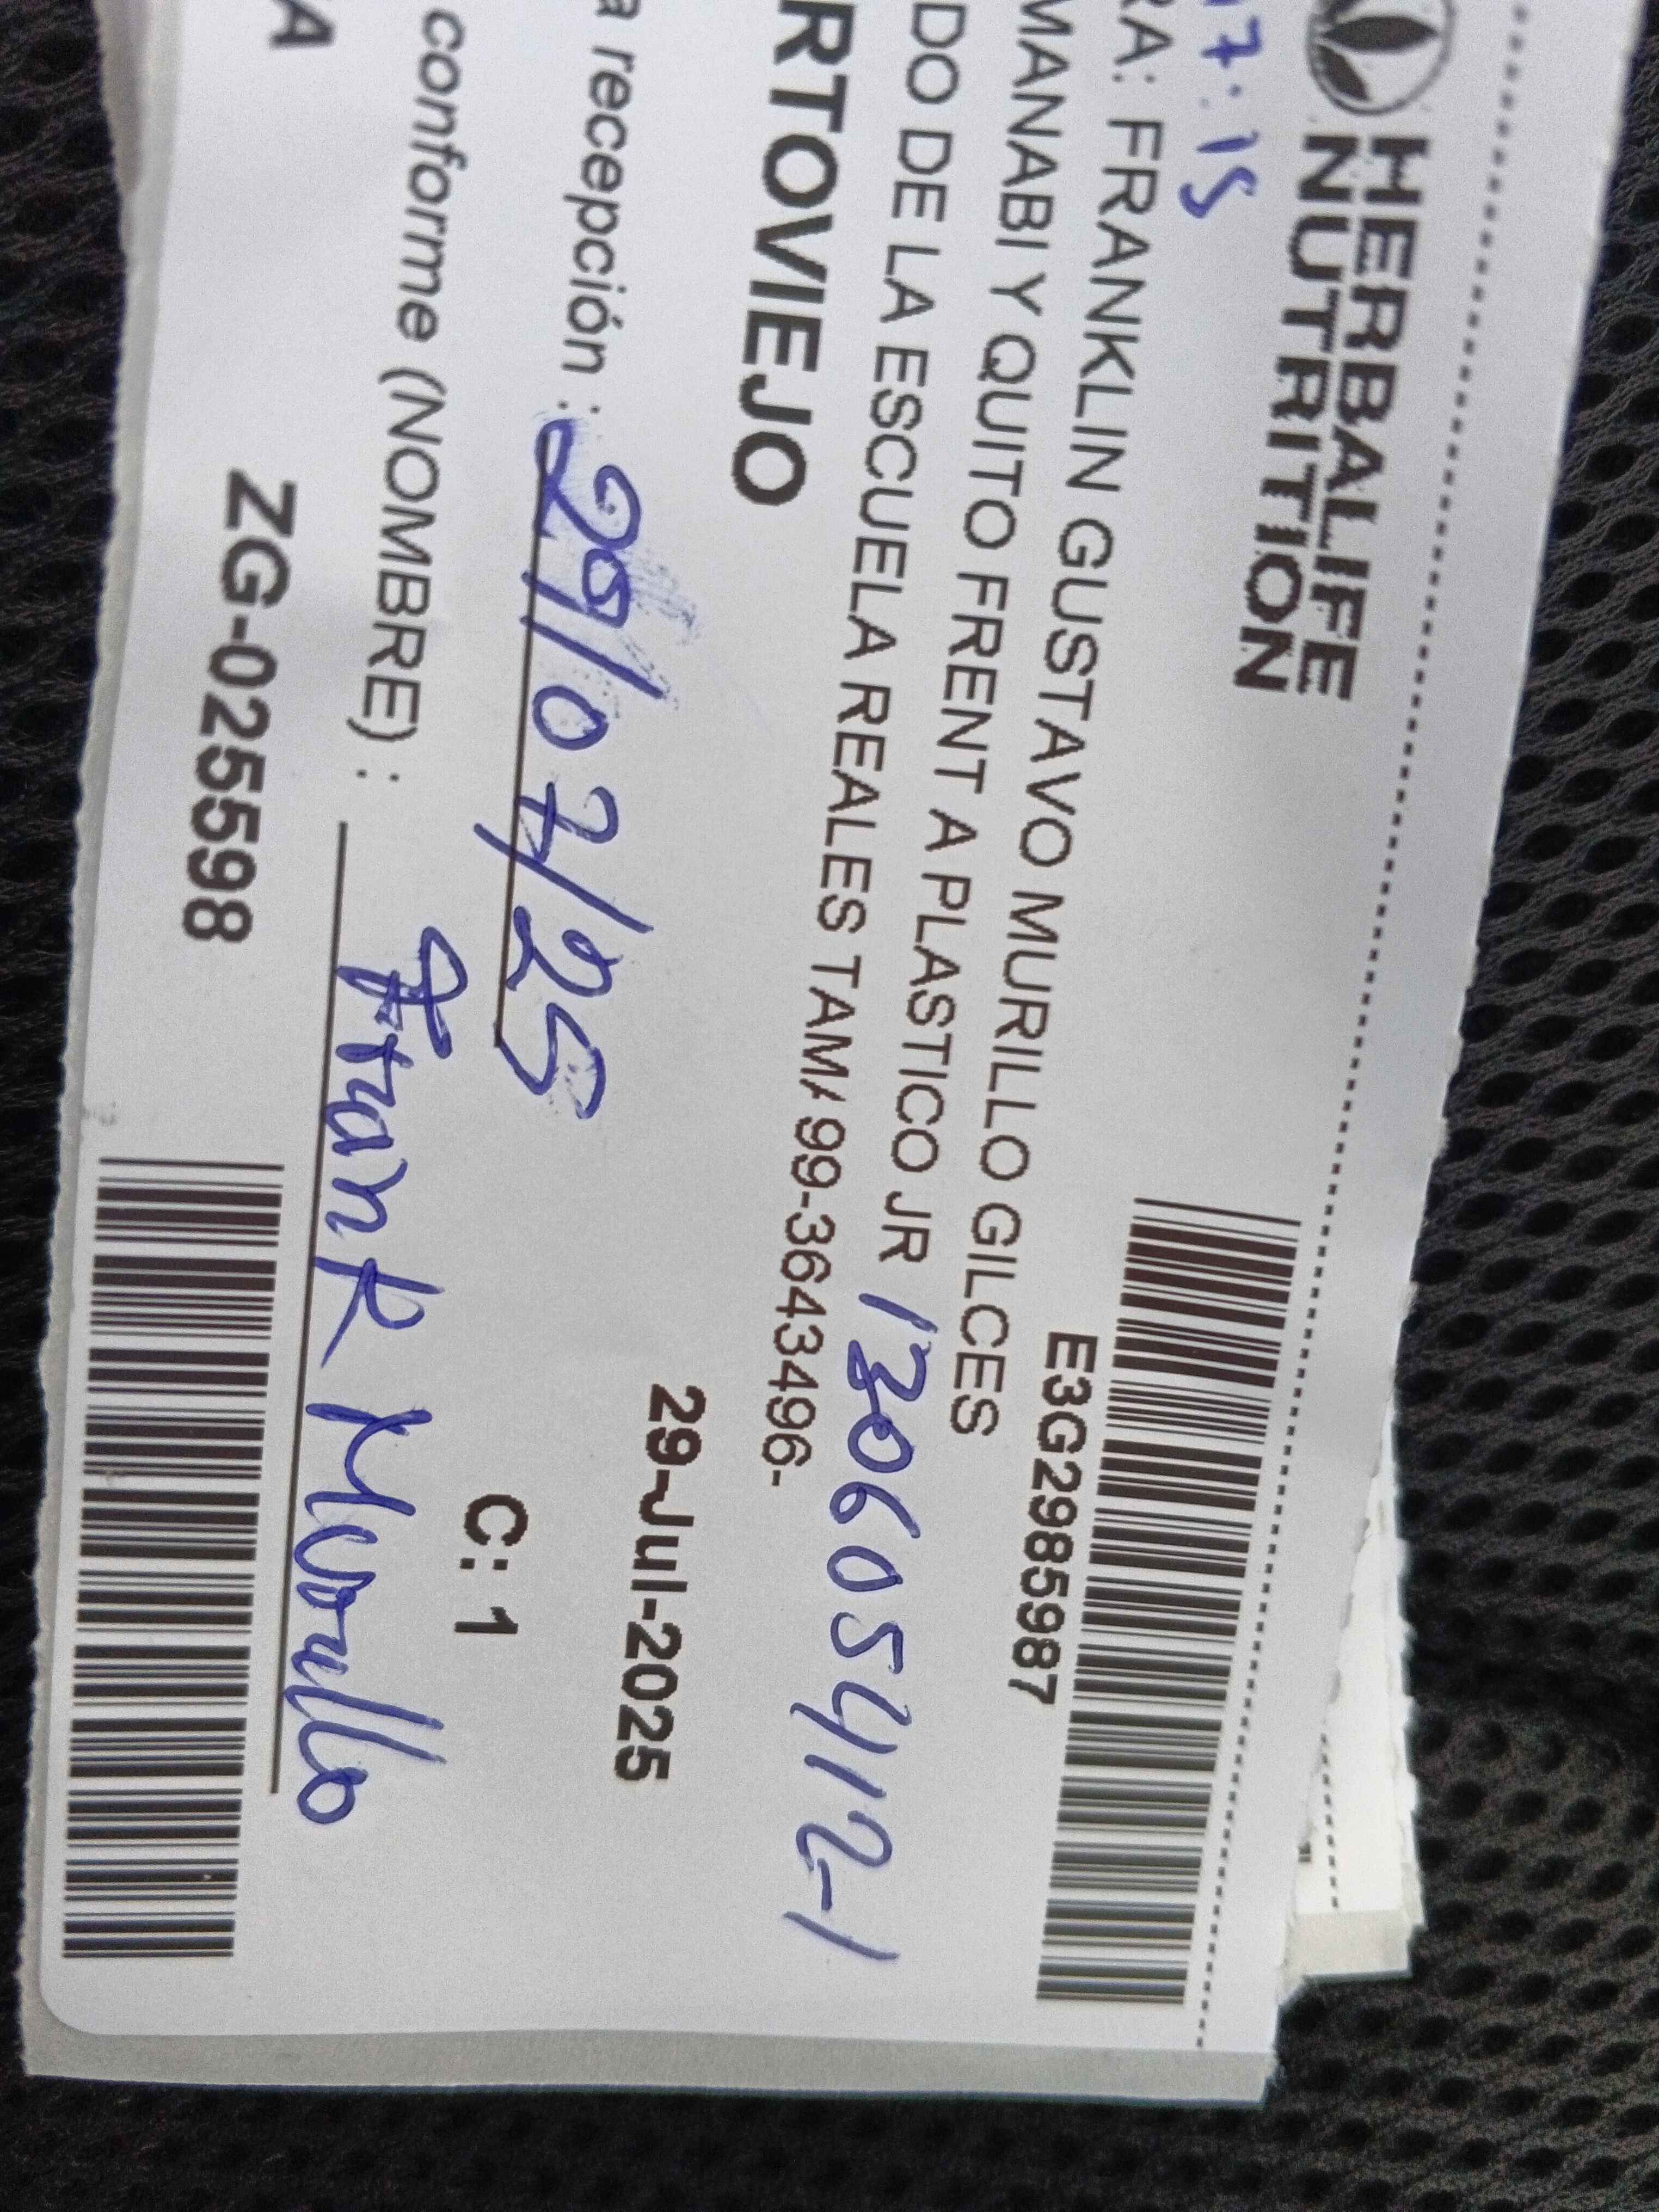 HERBALIFE
NUTRITION
17:15
E3G2985987
RA: FRANKLIN GUSTAVO MURILLO GILCES
MANABI Y QUITO FRENT A PLASTICO JR 130605412-1
DO DE LA ESCUELA REALES TAM/ 99-3643496-
RTOVIEJO
29-Jul-2025
a recepción : 29/07/25
C: 1
conforme (NOMBRE) : Frank Murillo
ZG-025598
A